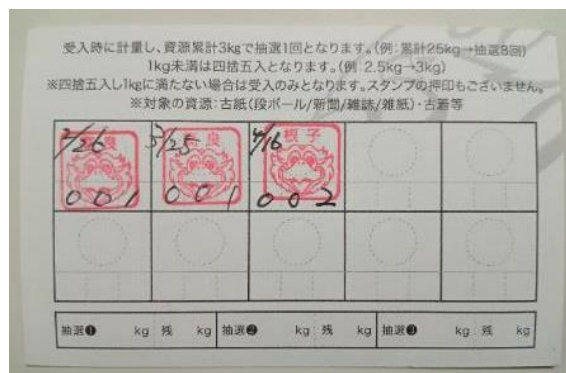 受入時に計量し、資源累計3kgで抽選1回となります。(例:累計25kg→抽選8回)
1kg未満は四捨五入となります。(例:2.5kg→3kg)
※四捨五入し1kgに満たない場合は受入のみとなります。スタンプの押印もございません。
※対象の資源:古紙(段ボール/新聞/雑誌/雑紙)・古着等
2/26 良 3/25 良 4/16 根子
001 001 002
抽選❶ kg 残 kg 抽選❷ kg 残 kg 抽選❸ kg 残 kg